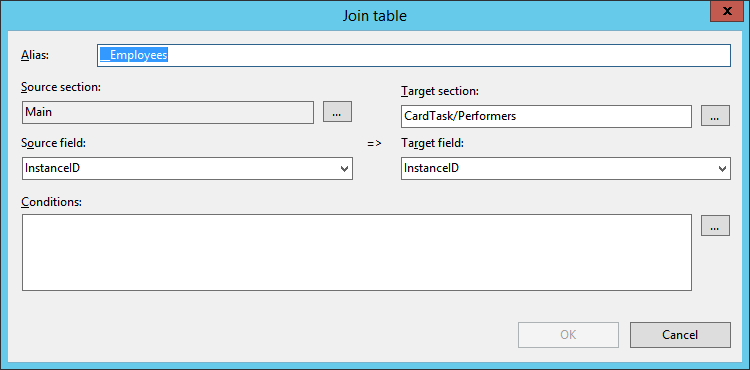 Join table
x
Alias: __Employees
Source section:
Target section:
Main ...
CardTask/Performers ...
Source field: => Target field:
InstanceID InstanceID
Conditions:
...
OK Cancel